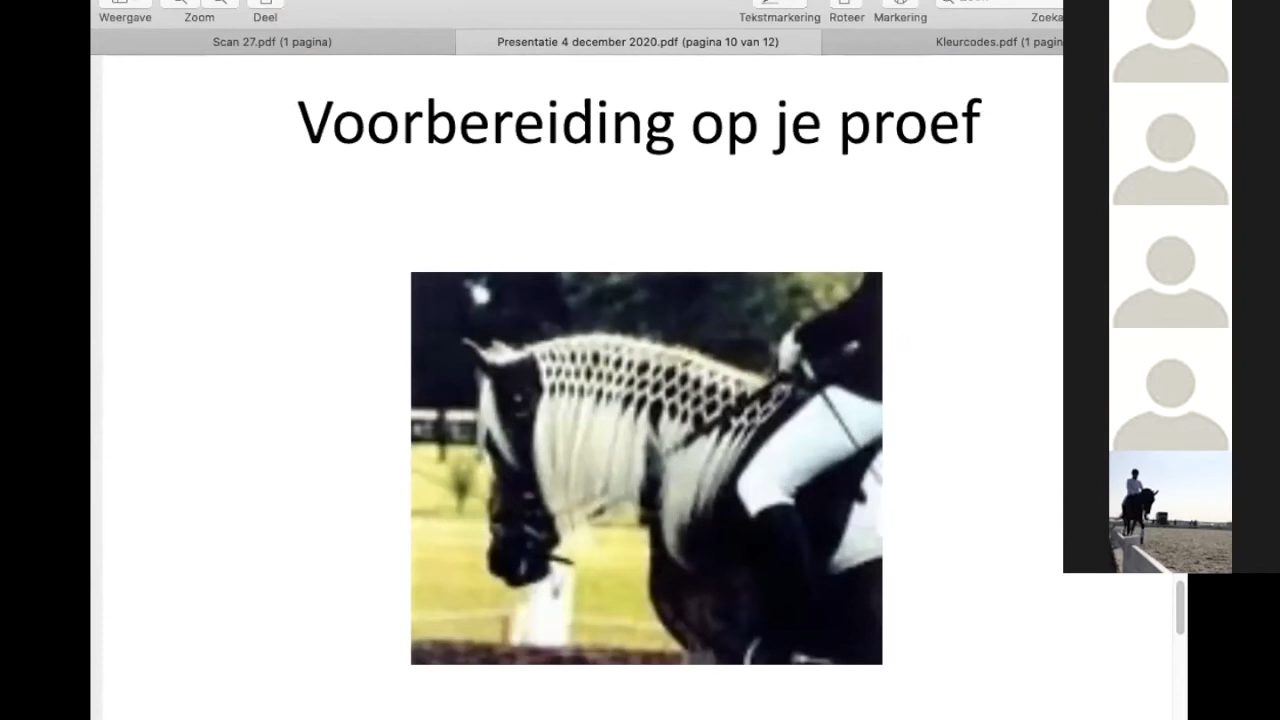 Weergave Zoom Deel Tekstmarkering Roteer Markering
Scan 27.pdf (1 pagina) Presentatie 4 december 2020.pdf (pagina 10 van 12) Kleurcodes.pdf (1 pagin
Voorbereiding op je proef